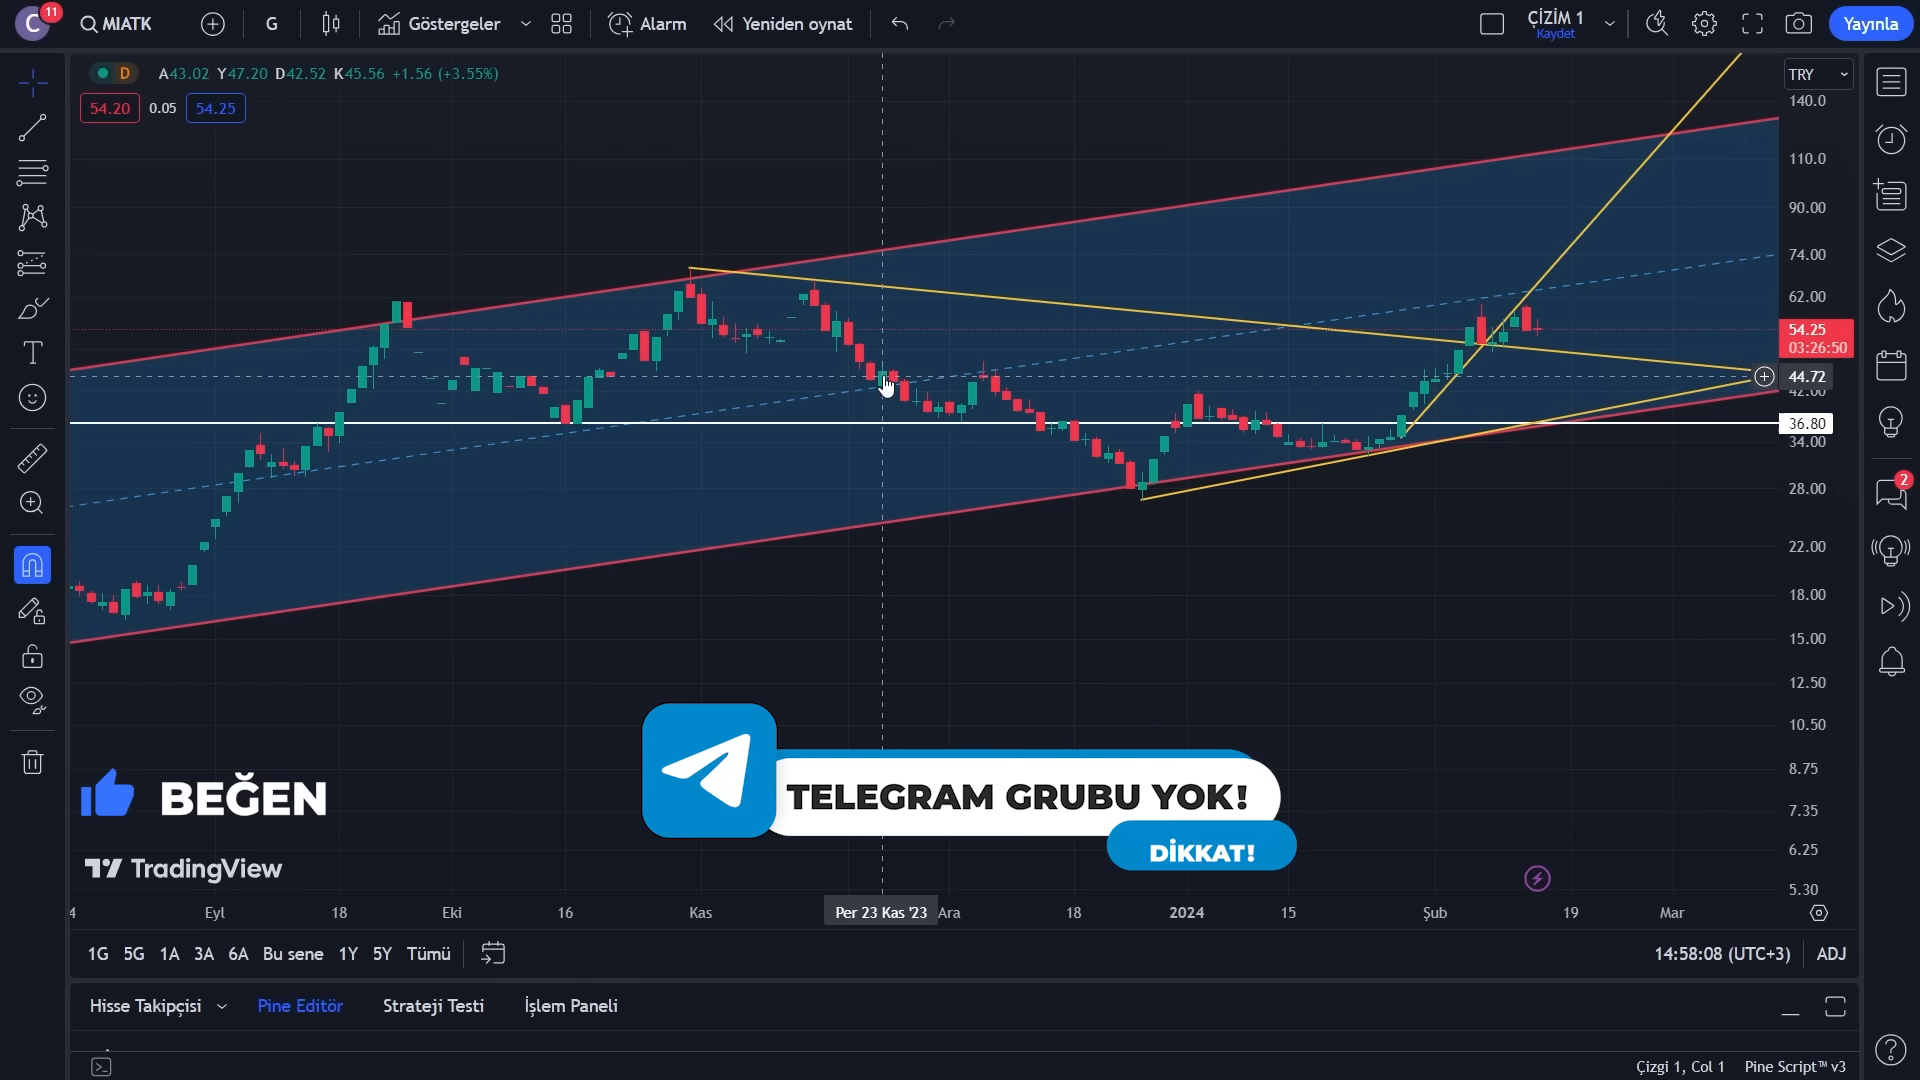 C
11
MIATK
G
Göstergeler
Alarm
Yeniden oynat
ÇİZİM 1
Kaydet
Yayınla
D
A43.02 Y47.20 D42.52 K45.56 +1.56 (+3.55%)
54.20
0.05
54.25
TRY
140.0
110.0
90.00
74.00
62.00
54.25
03:26:50
44.72
42.00
36.80
34.00
28.00
22.00
18.00
15.00
12.50
10.50
8.75
7.35
6.25
5.30
2
BEĞEN
TELEGRAM GRUBU YOK!
DİKKAT!
TradingView
4
Eyl
18
Eki
16
Kas
Per 23 Kas '23
Ara
18
2024
15
Şub
19
Mar
1G 5G 1A 3A 6A Bu sene 1Y 5Y Tümü
14:58:08 (UTC+3)
ADJ
Hisse Takipçisi
Pine Editör
Strateji Testi
İşlem Paneli
Çizgi 1, Col 1
Pine Script™ v3